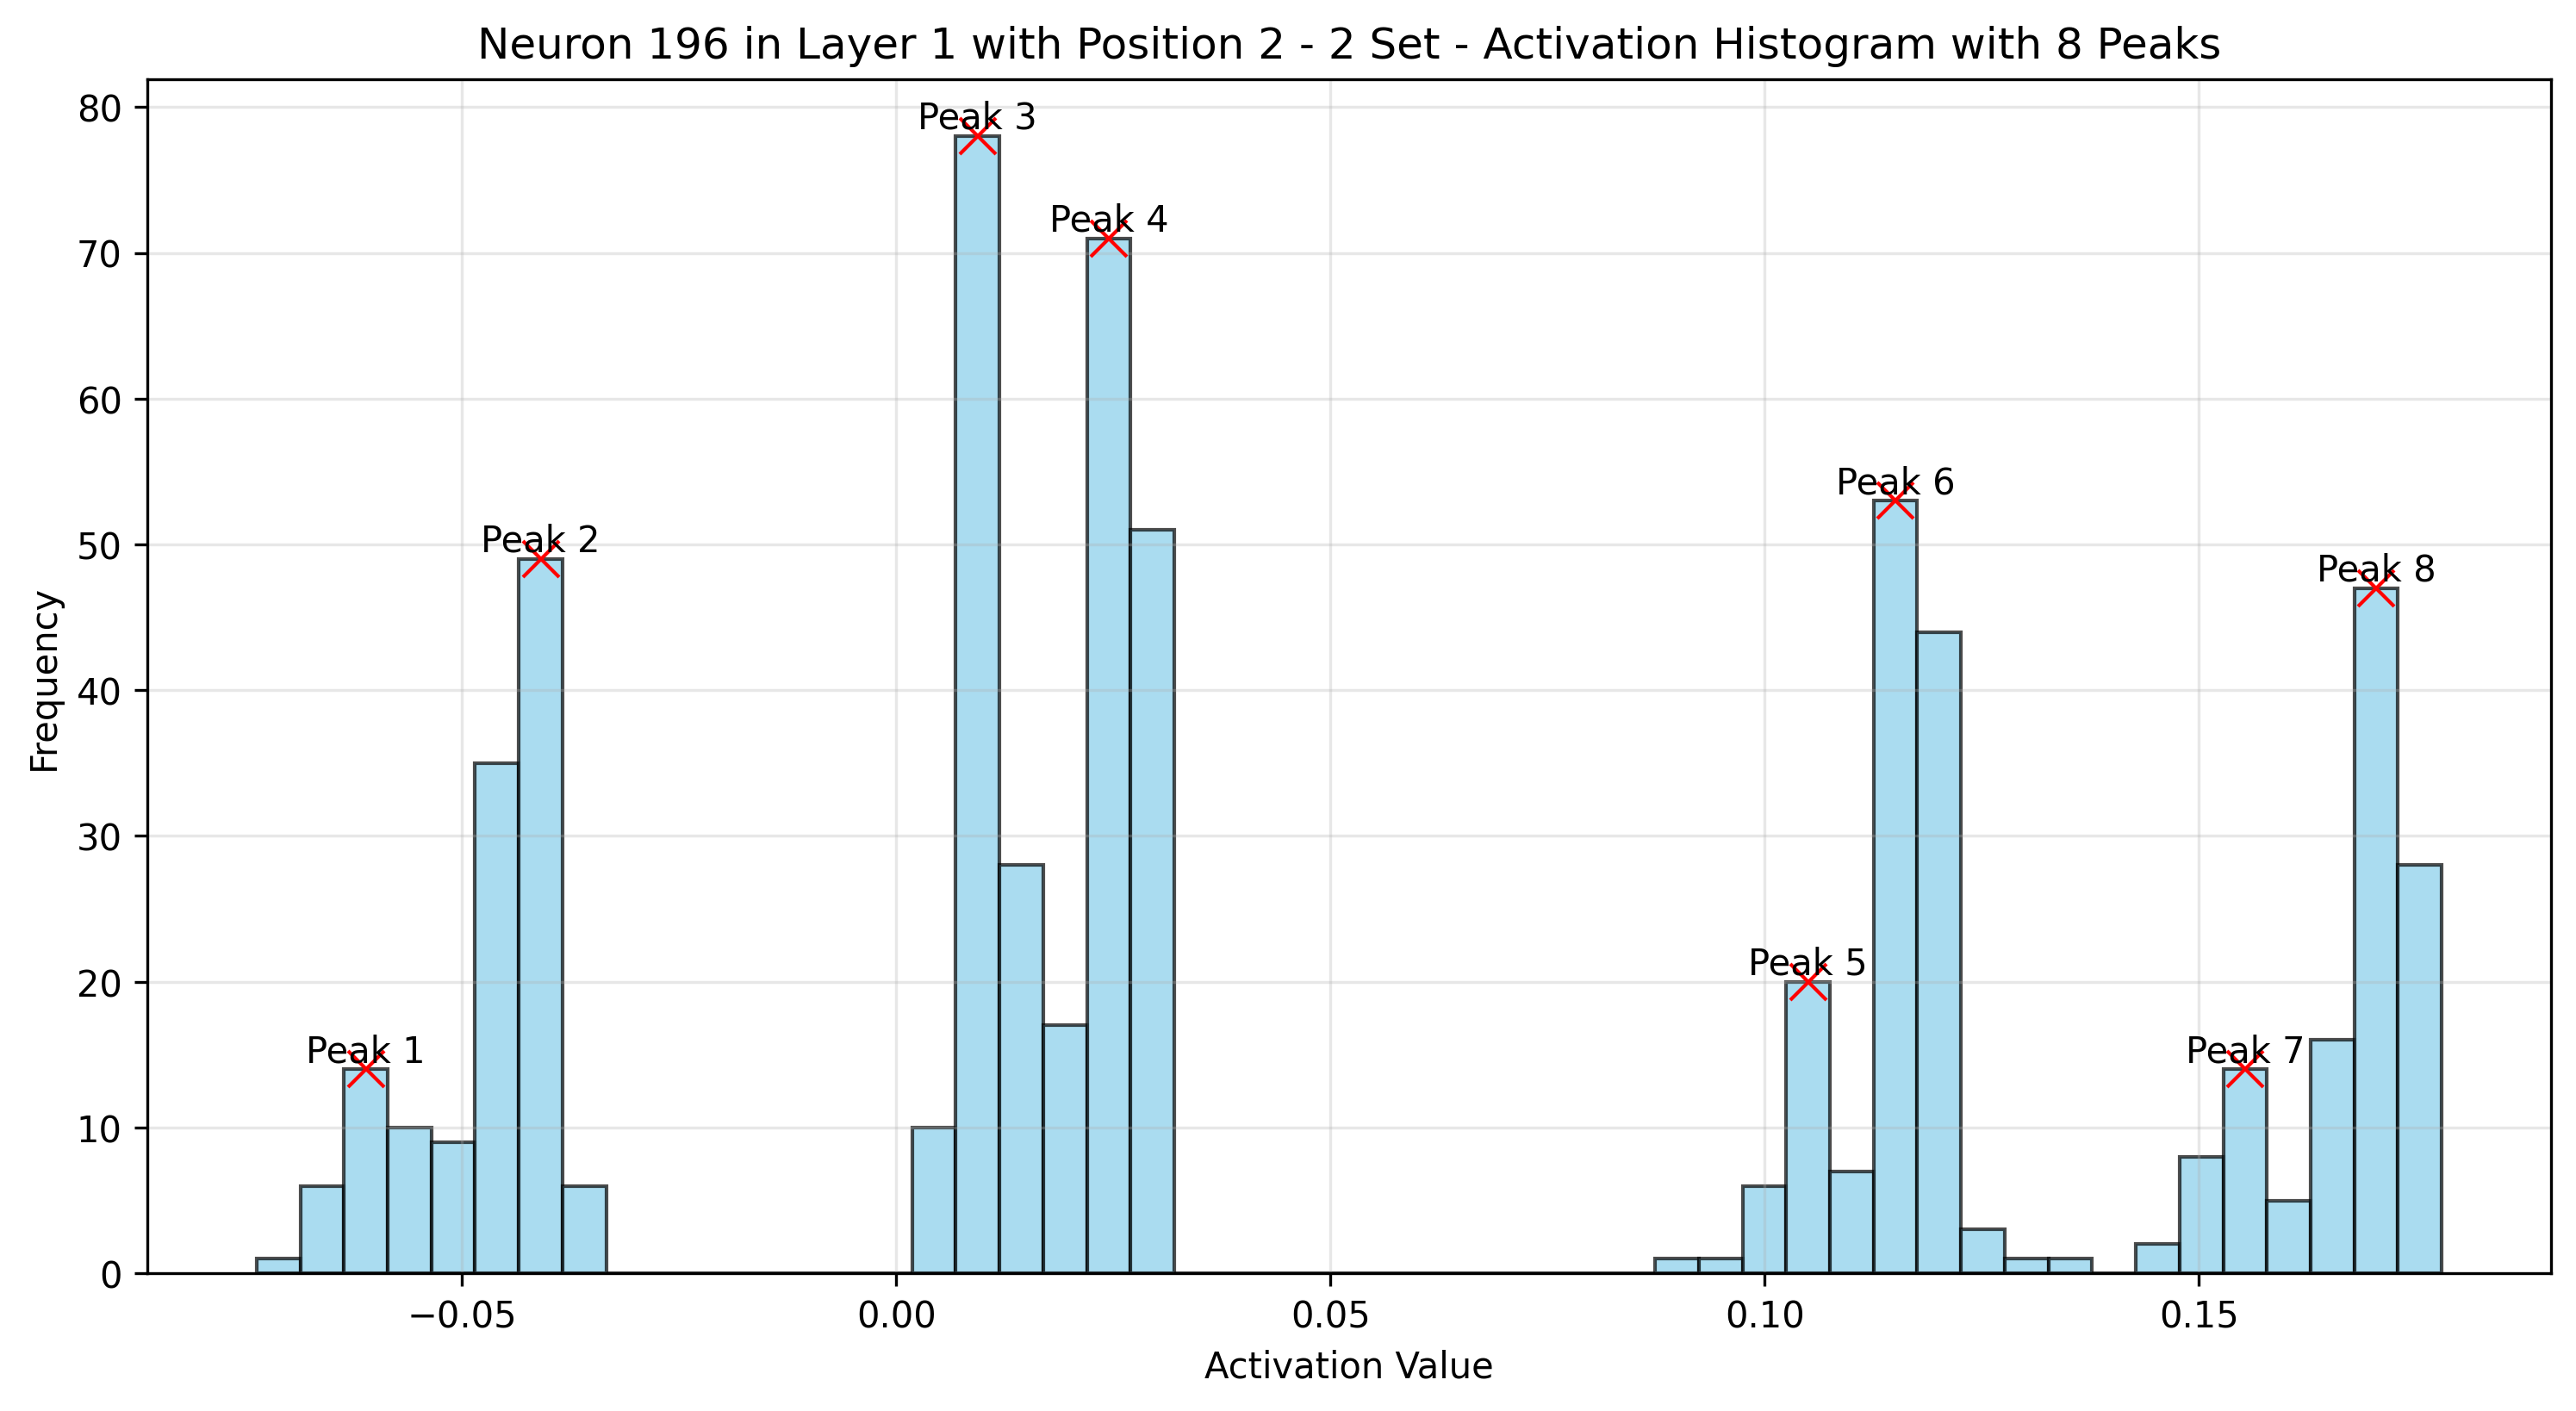 Neuron 196 in Layer 1 with Position 2 - 2 Set - Activation Histogram with 8 Peaks
80
70
60
50
40
30
20
10
0
Frequency
Peak 1
Peak 2
Peak 3
Peak 4
Peak 5
Peak 6
Peak 7
Peak 8
−0.05
0.00
0.05
0.10
0.15
Activation Value